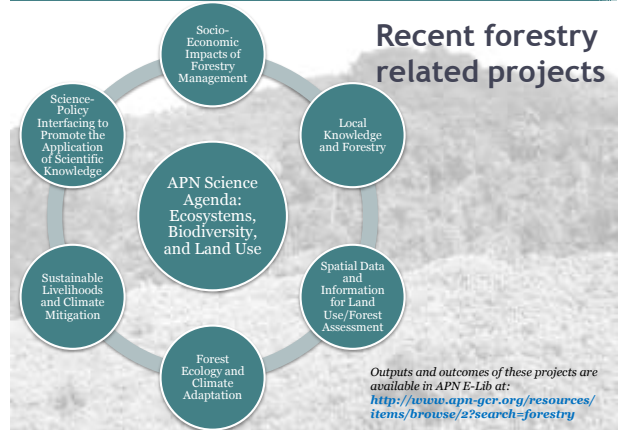 Recent forestry
related projects
Socio-
Economic
Impacts of
Forestry
Management
Local
Knowledge
and Forestry
Spatial Data
and
Information
for Land
Use/Forest
Assessment
Forest
Ecology and
Climate
Adaptation
Sustainable
Livelihoods
and Climate
Mitigation
Science-
Policy
Interfacing to
Promote the
Application
of Scientific
Knowledge
APN Science
Agenda:
Ecosystems,
Biodiversity,
and Land Use
Outputs and outcomes of these projects are
available in APN E-Lib at:
http://www.apn-gcr.org/resources/
items/browse/2?search=forestry